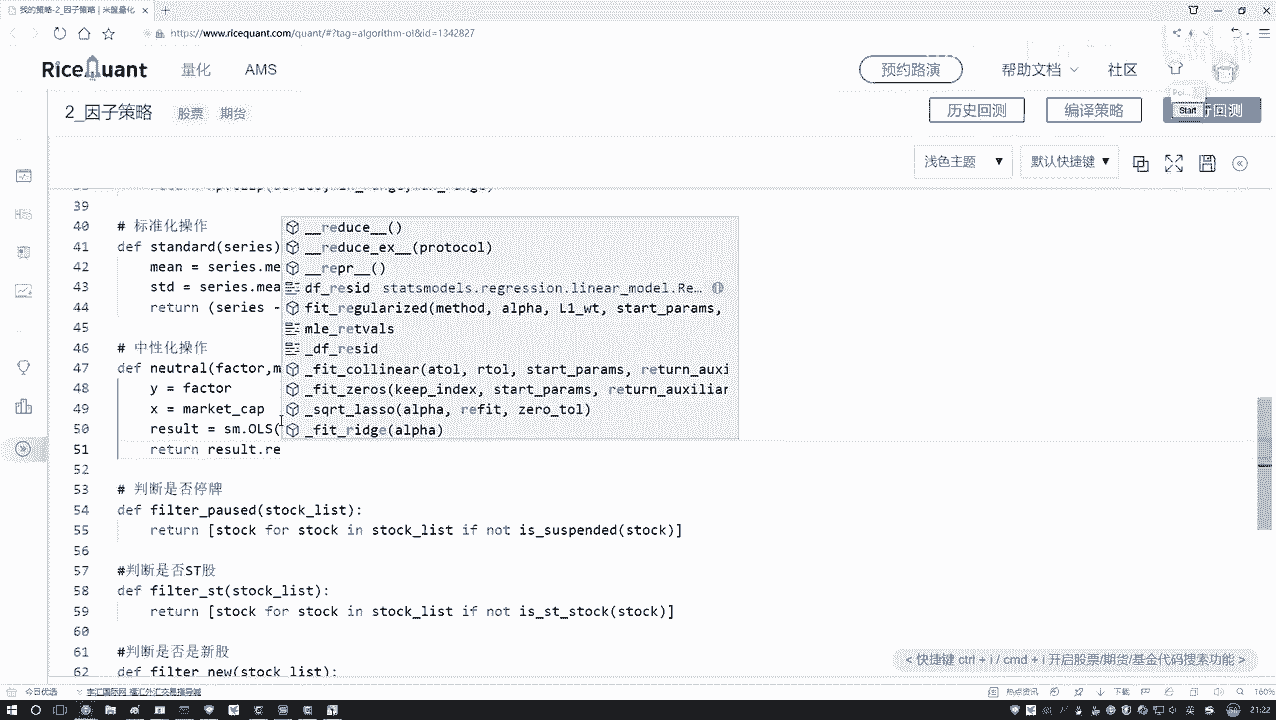 我的策略-2_因子策略 | 米筐量化
https://www.ricequant.com/quant/#?tag=algorithm-ol&id=1342827
RiceQuant 量化 AMS 预约路演 帮助文档 社区
2_因子策略 股票 期货 历史回测 编译策略 回测
Start
浅色主题 ▼ 默认快捷键 ▼
39
40 # 标准化操作
41 def standard(series)
42 mean = series.me
43 std = series.mea
44 return (series -
45
46 # 中性化操作
47 def neutral(factor,m
48 y = factor
49 x = market_cap
50 result = sm.OLS(
51 return result.re
__reduce__()
__reduce_ex__(protocol)
__repr__()
df_resid statsmodels.regression.linear_model.Re…
fit_regularized(method, alpha, L1_wt, start_params,
mle_retvals
_df_resid
_fit_collinear(atol, rtol, start_params, return_auxi
_fit_zeros(keep_index, start_params, return_auxiliar
_sqrt_lasso(alpha, refit, zero_tol)
_fit_ridge(alpha)
52
53 # 判断是否停牌
54 def filter_paused(stock_list):
55 return [stock for stock in stock_list if not is_suspended(stock)]
56
57 #判断是否ST股
58 def filter_st(stock_list):
59 return [stock for stock in stock_list if not is_st_stock(stock)]
60
61 #判断是否是新股
62 def filter_new(stock_list):
< 快捷键 ctrl + i / cmd + i 开启股票/期货/基金代码搜索功能 >
今日优选 热点资讯 下载 160%
21:22